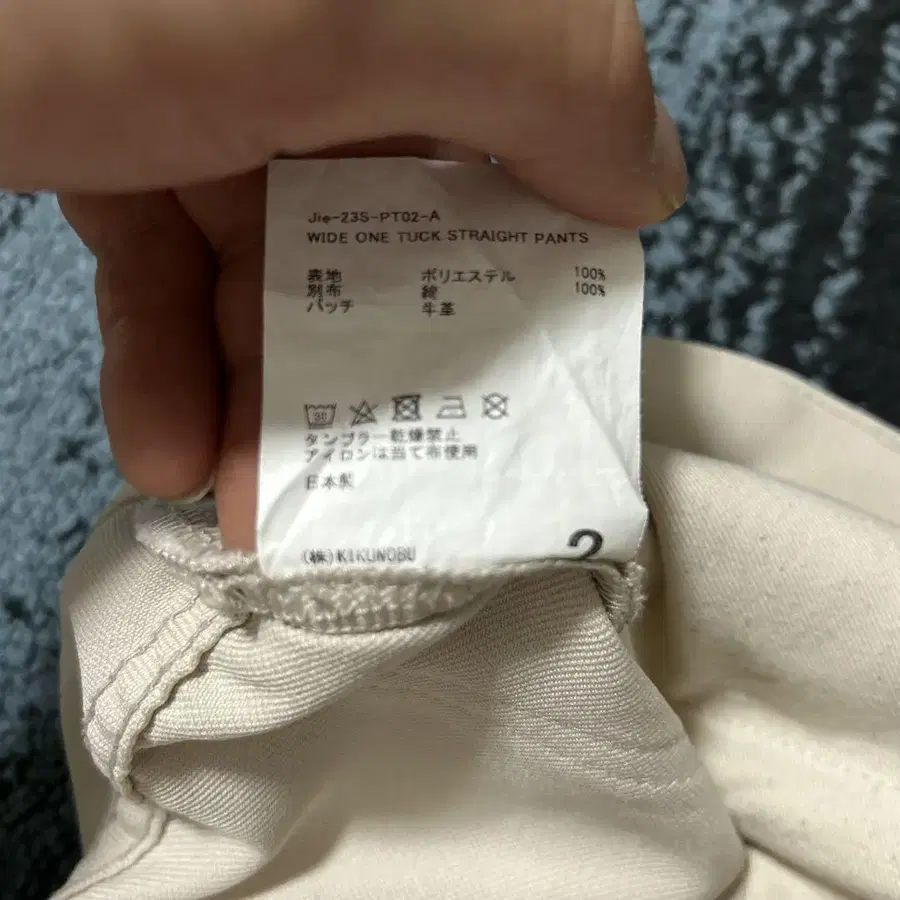 Jie-23S-PT02-A
WIDE ONE TUCK STRAIGHT PANTS
表地 ポリエステル 100%
別布 綿 100%
パッチ 牛革
30
タンブラー乾燥禁止
アイロンは当て布使用
日本製
(株)KIKUNOBU
2